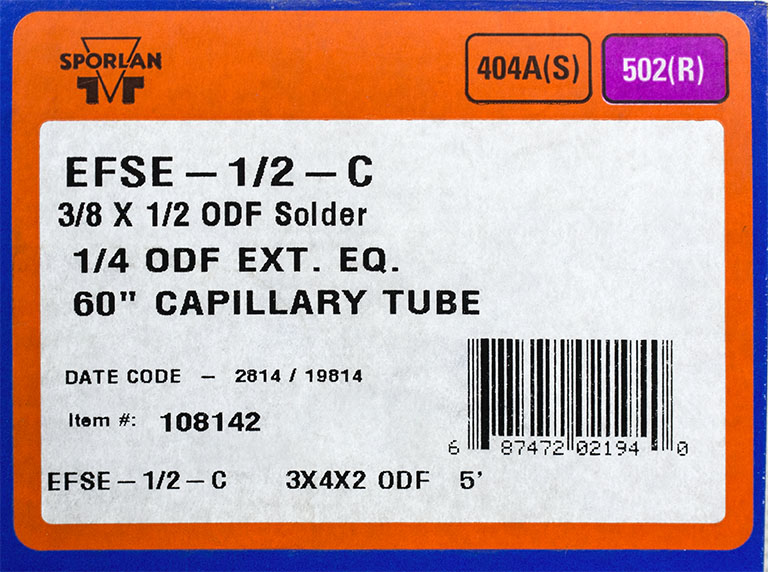 SPORLAN
404A(S) 502(R)
EFSE – 1/2 – C
3/8 X 1/2 ODF Solder
1/4 ODF EXT. EQ.
60" CAPILLARY TUBE
DATE CODE – 2814 / 19814
Item #: 108142
6 87472 02194 0
EFSE – 1/2 – C 3X4X2 ODF 5'